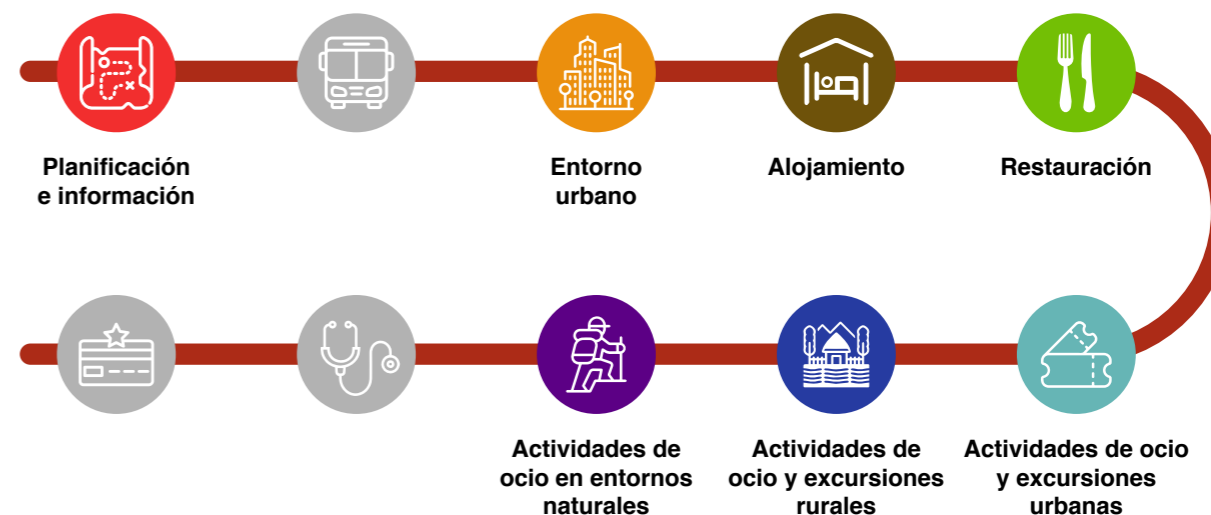 Planificación
e información
Entorno
urbano
Alojamiento
Restauración
Actividades de
ocio en entornos
naturales
Actividades de
ocio y excursiones
rurales
Actividades de ocio
y excursiones
urbanas